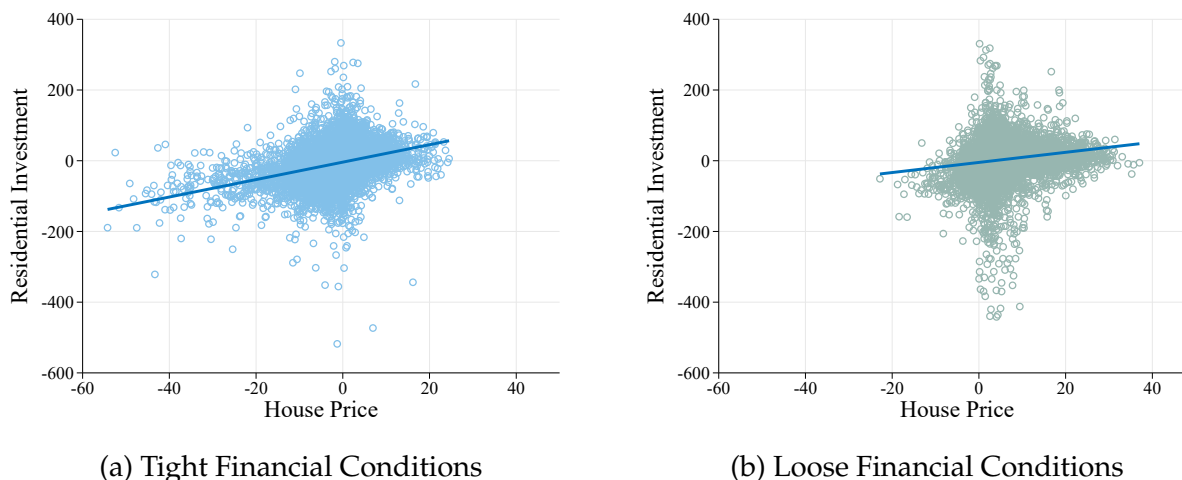 400
200
0
-200
-400
-600
Residential Investment
-60 -40 -20 0 20 40
House Price
(a) Tight Financial Conditions
400
200
0
-200
-400
-600
Residential Investment
-60 -40 -20 0 20 40
House Price
(b) Loose Financial Conditions